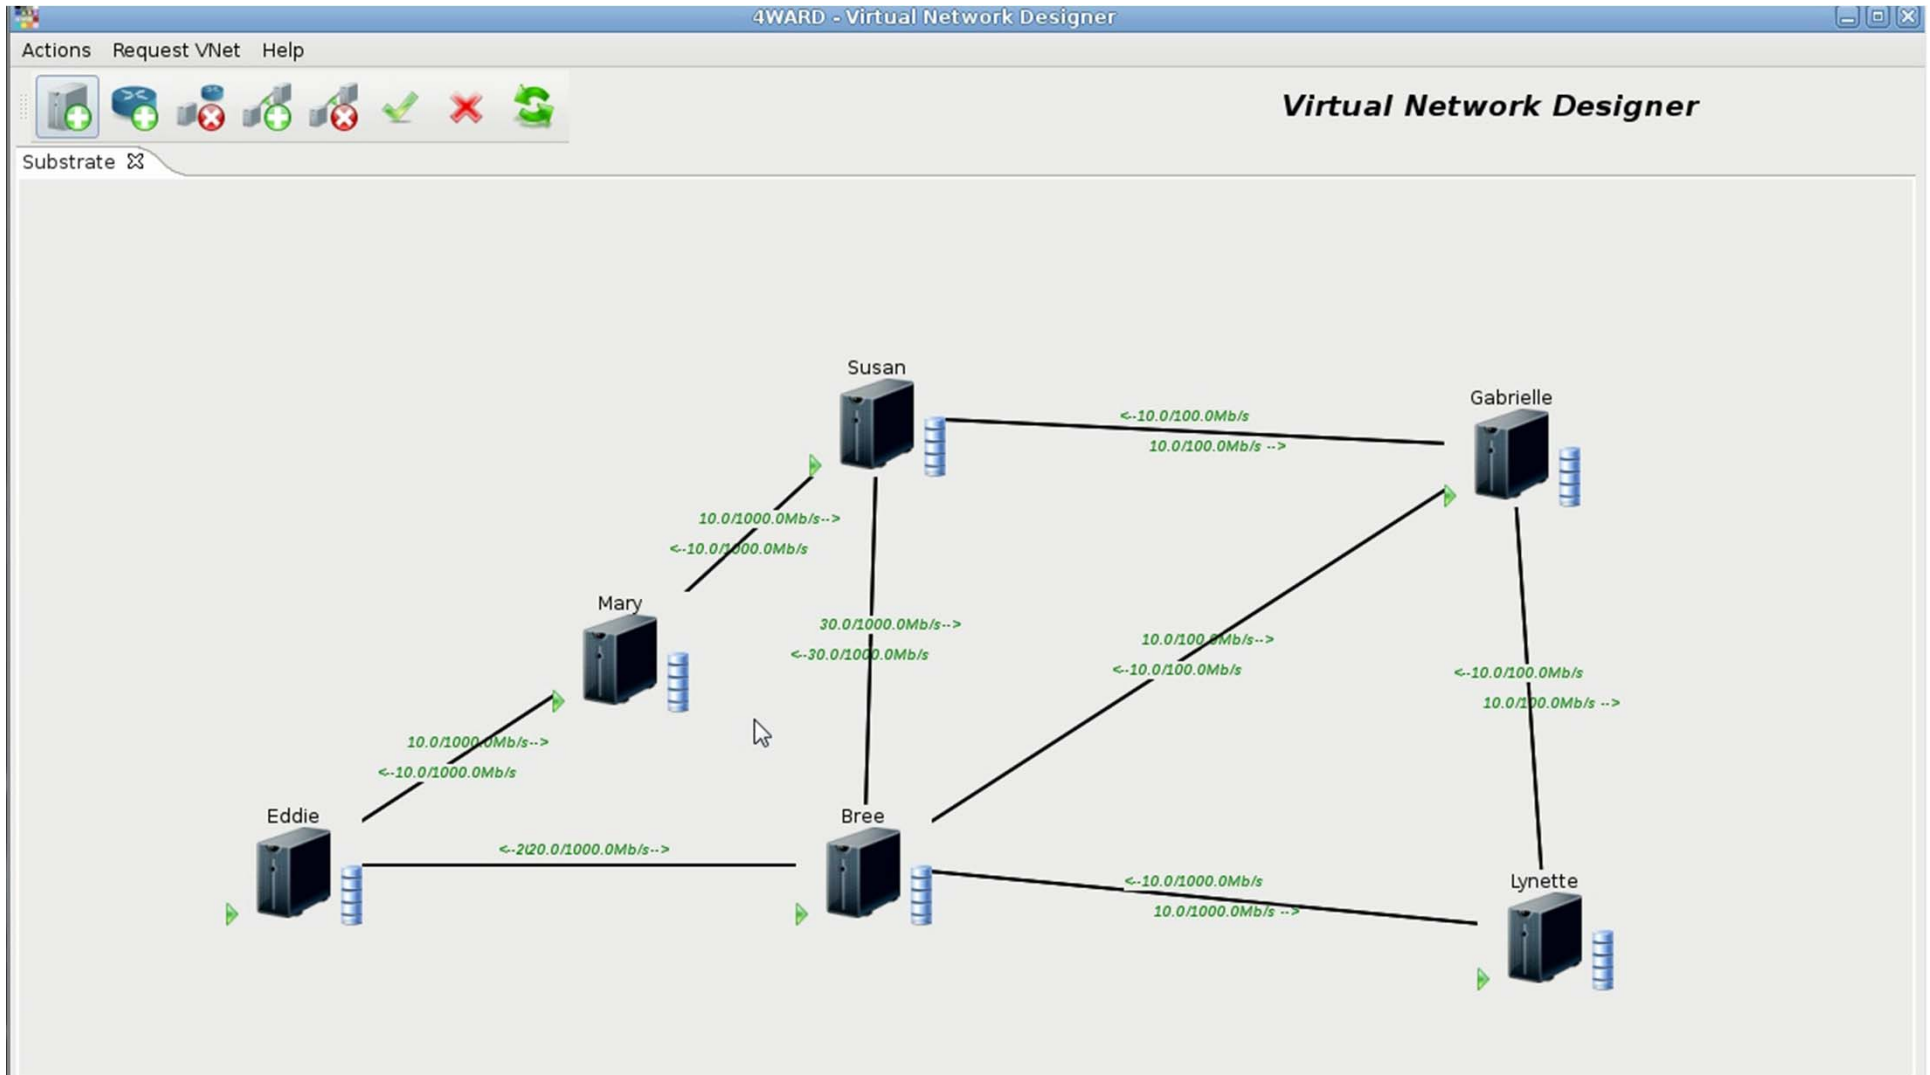 4WARD - Virtual Network Designer
Actions Request VNet Help
Virtual Network Designer
Substrate
Susan
Gabrielle
<--10.0/100.0Mb/s
10.0/100.0Mb/s -->
10.0/1000.0Mb/s-->
<--10.0/1000.0Mb/s
Mary
30.0/1000.0Mb/s-->
<--30.0/1000.0Mb/s
10.0/100.0Mb/s-->
<--10.0/100.0Mb/s
<--10.0/100.0Mb/s
10.0/100.0Mb/s -->
10.0/1000.0Mb/s-->
<--10.0/1000.0Mb/s
Eddie
Bree
<--20.0/1000.0Mb/s-->
<--10.0/1000.0Mb/s
10.0/1000.0Mb/s -->
Lynette